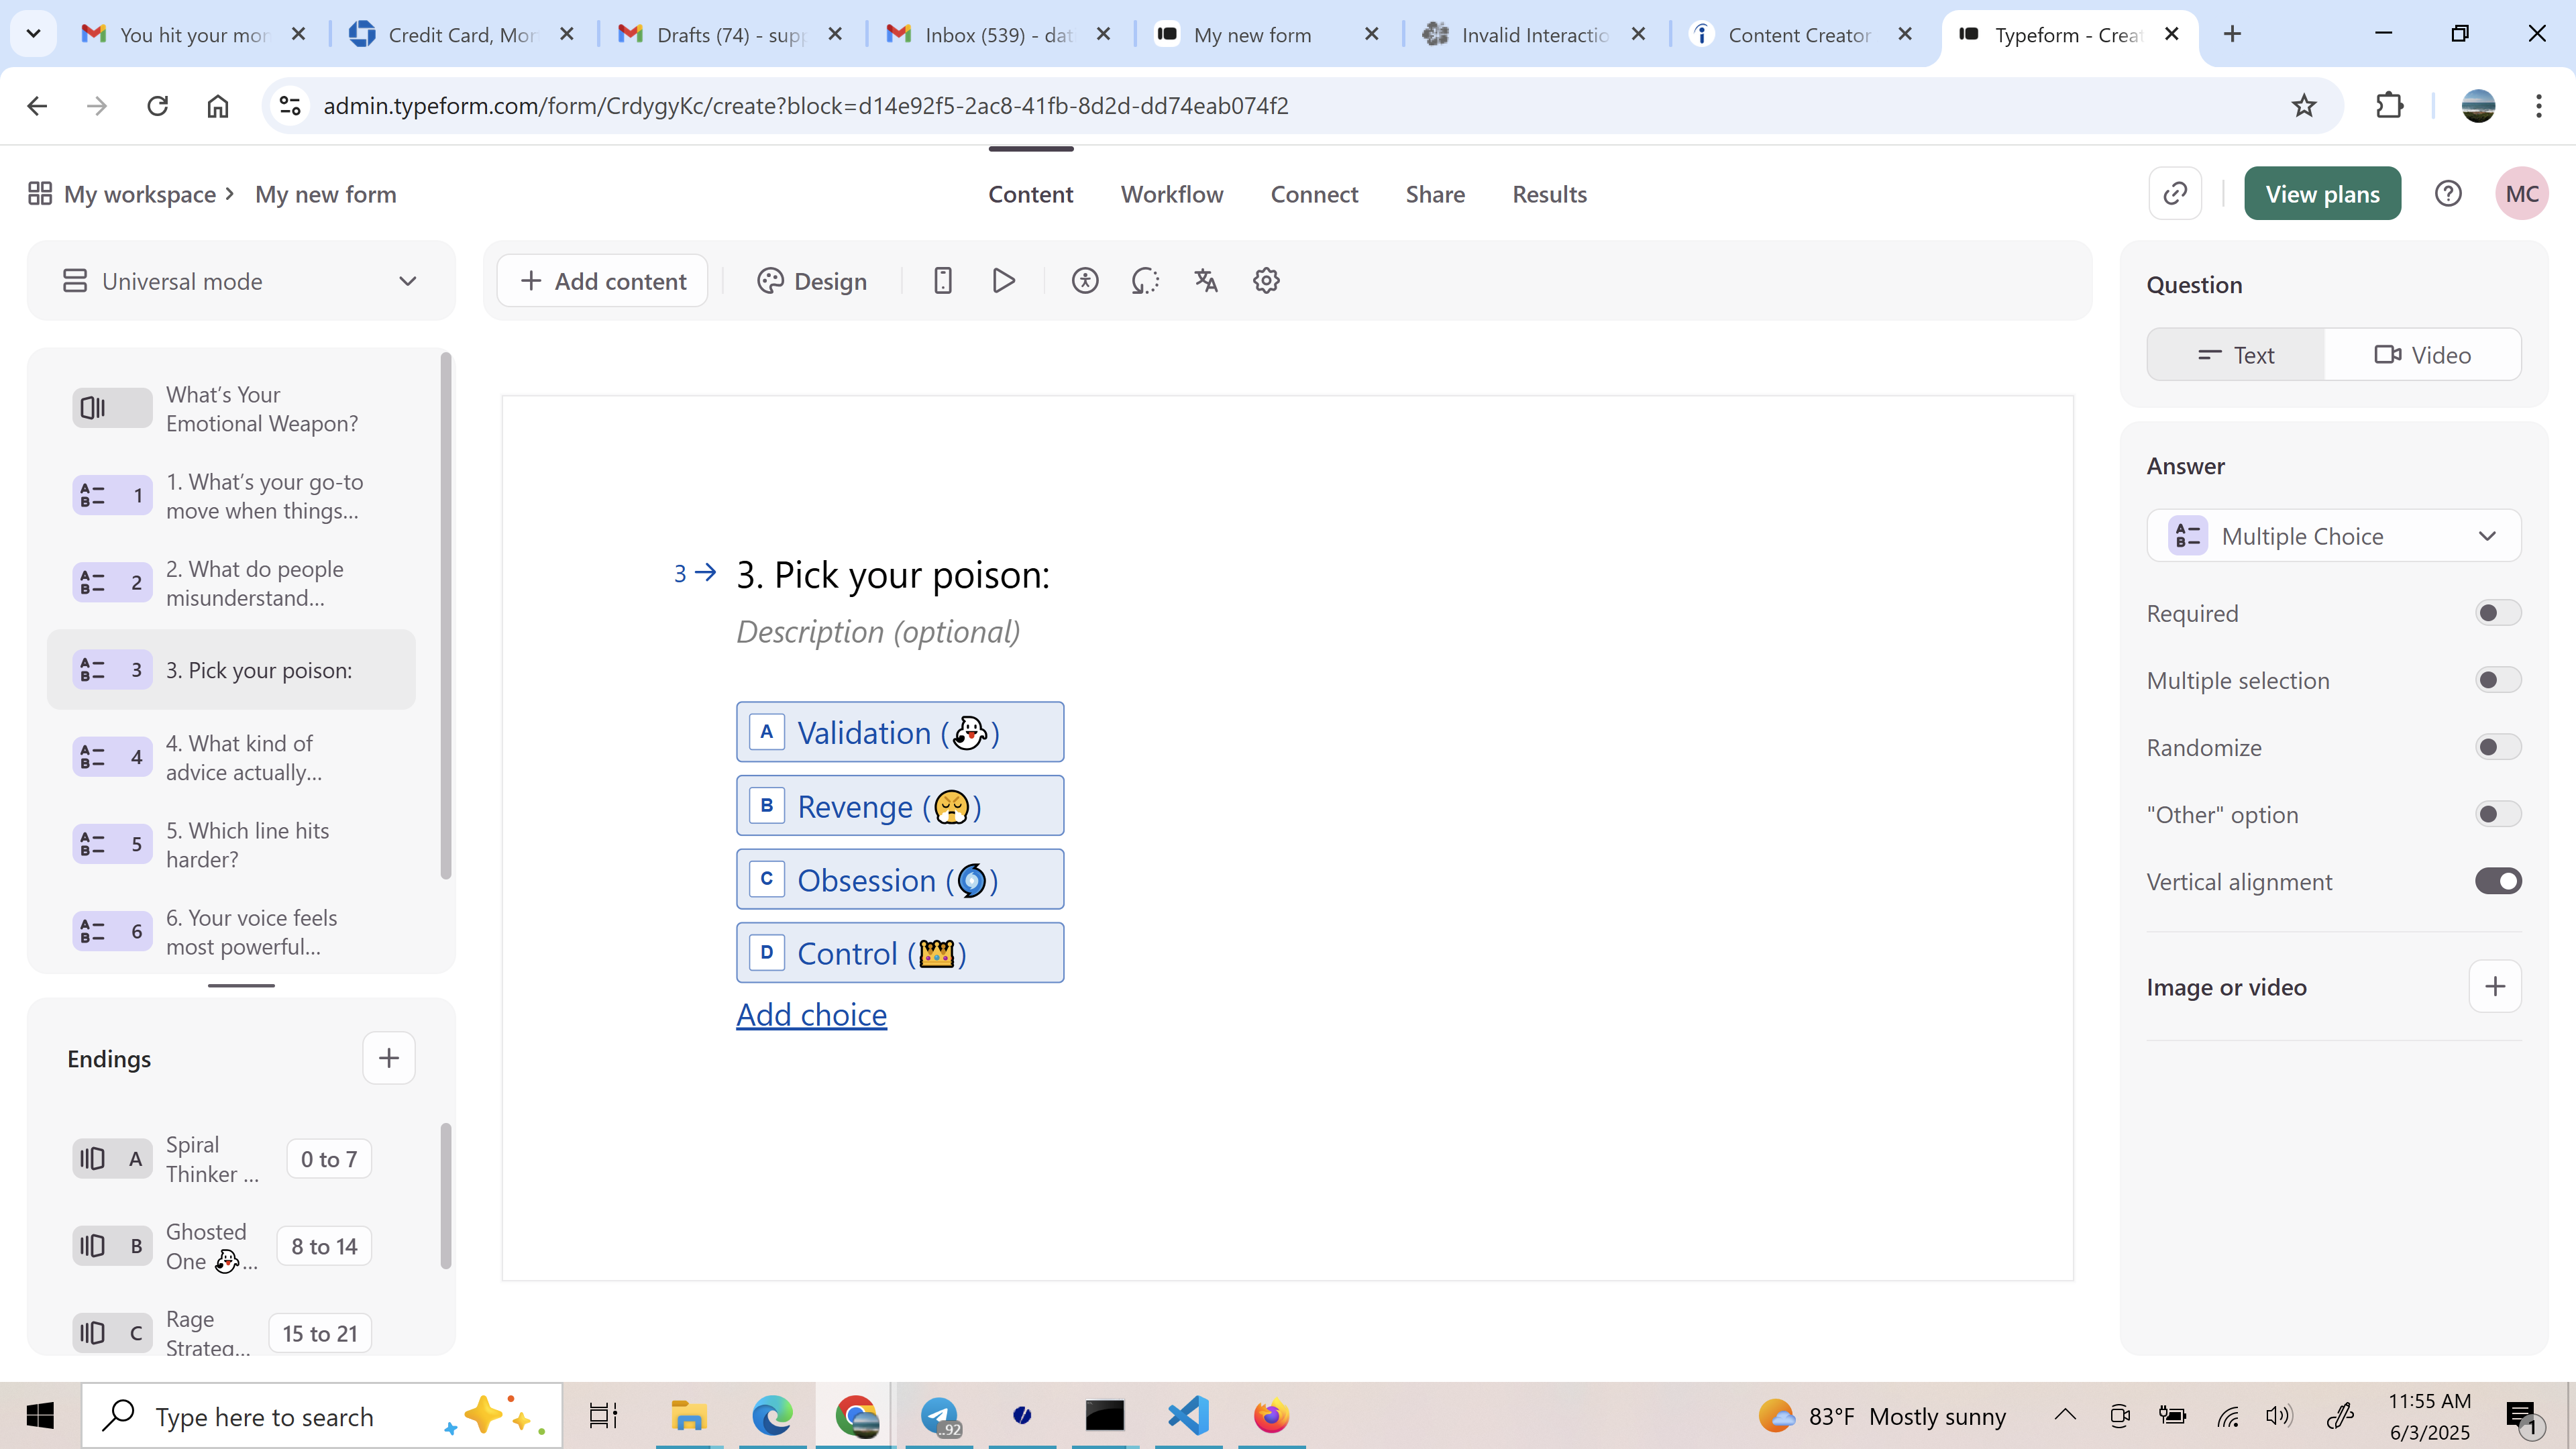 You hit your mor
Credit Card, Mor
Drafts (74) - supp
Inbox (539) - dat
My new form
Invalid Interactio
Content Creator
Typeform - Creat
admin.typeform.com/form/CrdygyKc/create?block=d14e92f5-2ac8-41fb-8d2d-dd74eab074f2
My workspace
My new form
Content
Workflow
Connect
Share
Results
View plans
MC
Universal mode
Add content
Design
What's Your
Emotional Weapon?
1
1. What's your go-to
move when things...
2
2. What do people
misunderstand...
3
3. Pick your poison:
4
4. What kind of
advice actually...
5
5. Which line hits
harder?
6
6. Your voice feels
most powerful...
Endings
A
Spiral
Thinker ...
0 to 7
B
Ghosted
One 👻...
8 to 14
C
Rage
Strateg...
15 to 21
3 →
3. Pick your poison:
Description (optional)
A Validation (👻)
B Revenge (😤)
C Obsession (🌀)
D Control (👑)
Add choice
Question
Text
Video
Answer
Multiple Choice
Required
Multiple selection
Randomize
"Other" option
Vertical alignment
Image or video
Type here to search
..92
83°F Mostly sunny
11:55 AM
6/3/2025
1